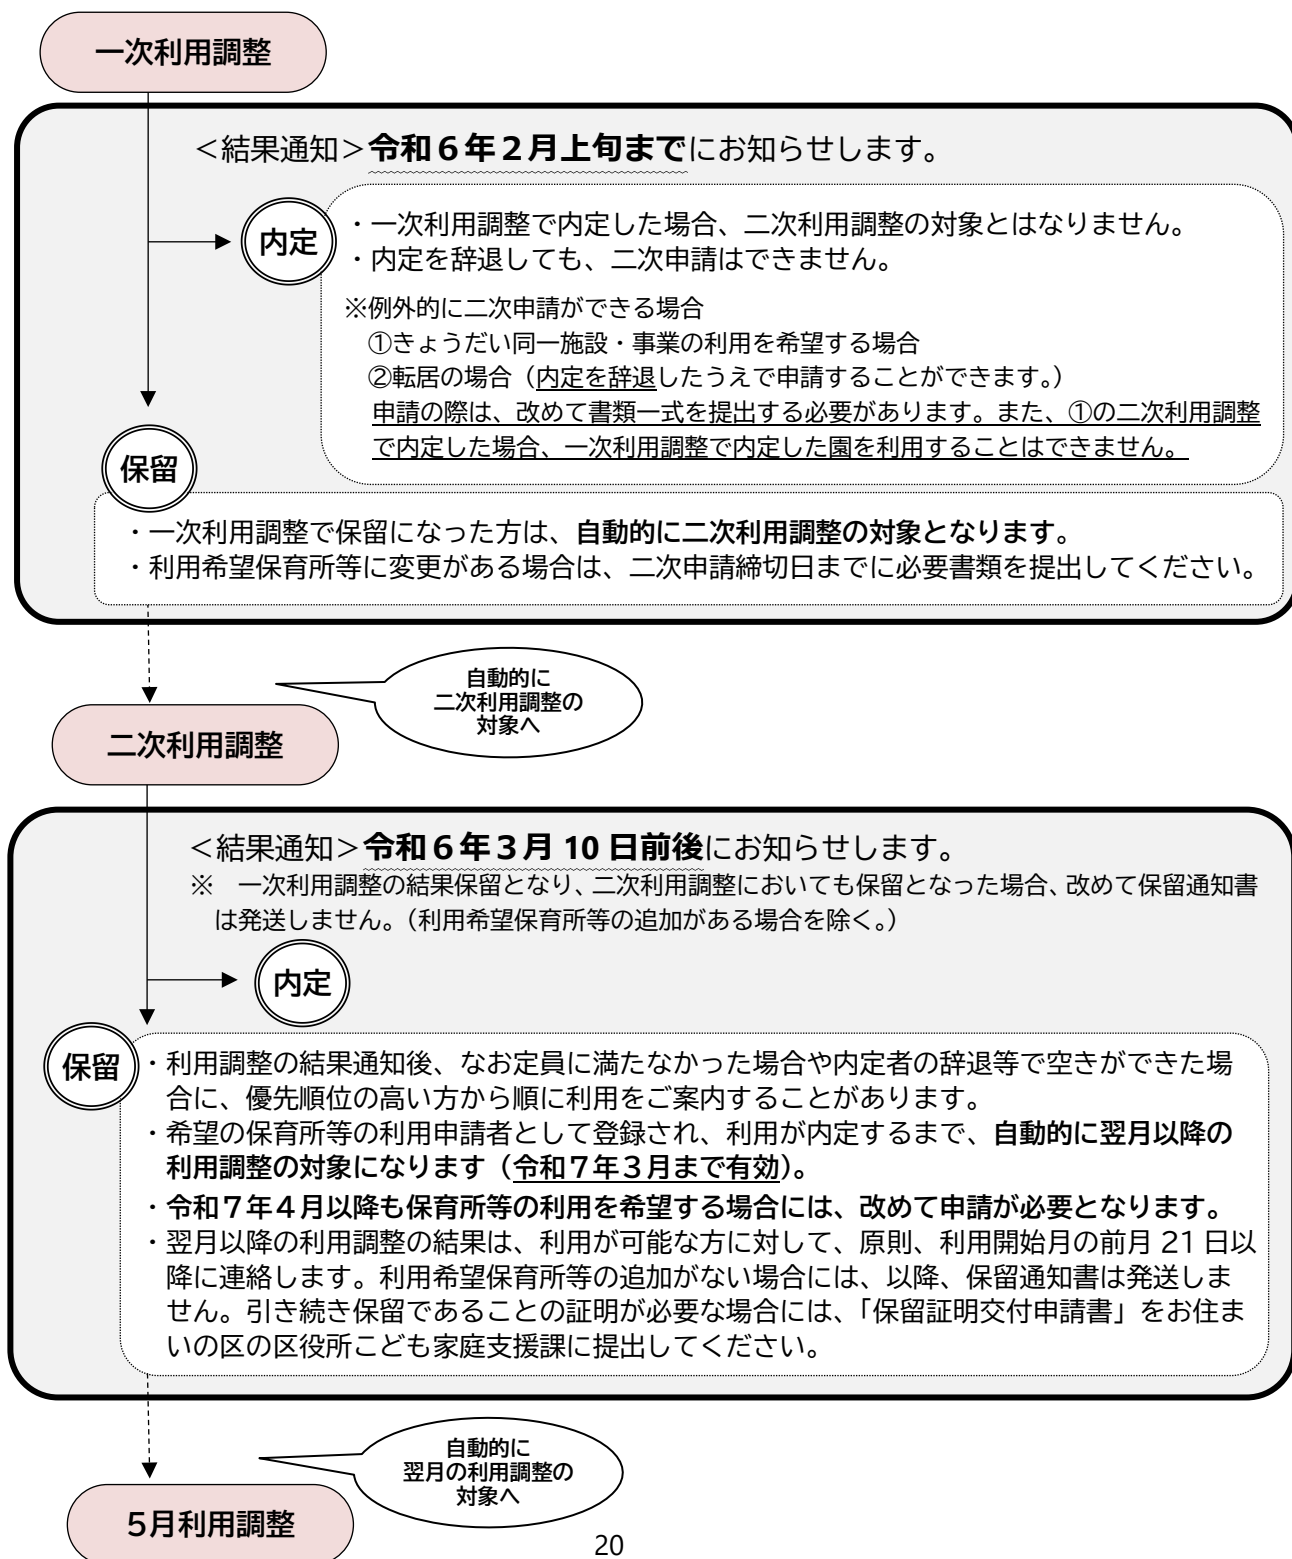 一次利用調整
＜結果通知＞令和６年２月上旬までにお知らせします。
内定
・一次利用調整で内定した場合、二次利用調整の対象とはなりません。
・内定を辞退しても、二次申請はできません。
※例外的に二次申請ができる場合
①きょうだい同一施設・事業の利用を希望する場合
②転居の場合（内定を辞退したうえで申請することができます。）
申請の際は、改めて書類一式を提出する必要があります。また、①の二次利用調整
で内定した場合、一次利用調整で内定した園を利用することはできません。
保留
・一次利用調整で保留になった方は、自動的に二次利用調整の対象となります。
・利用希望保育所等に変更がある場合は、二次申請締切日までに必要書類を提出してください。
自動的に
二次利用調整の
対象へ
二次利用調整
＜結果通知＞令和６年３月 10 日前後にお知らせします。
※　一次利用調整の結果保留となり、二次利用調整においても保留となった場合、改めて保留通知書
は発送しません。（利用希望保育所等の追加がある場合を除く。）
内定
保留
・利用調整の結果通知後、なお定員に満たなかった場合や内定者の辞退等で空きができた場
合に、優先順位の高い方から順に利用をご案内することがあります。
・希望の保育所等の利用申請者として登録され、利用が内定するまで、自動的に翌月以降の
利用調整の対象になります（令和７年３月まで有効）。
・令和７年４月以降も保育所等の利用を希望する場合には、改めて申請が必要となります。
・翌月以降の利用調整の結果は、利用が可能な方に対して、原則、利用開始月の前月 21 日以
降に連絡します。利用希望保育所等の追加がない場合には、以降、保留通知書は発送しま
せん。引き続き保留であることの証明が必要な場合には、「保留証明交付申請書」をお住ま
いの区の区役所こども家庭支援課に提出してください。
自動的に
翌月の利用調整の
対象へ
５月利用調整
20